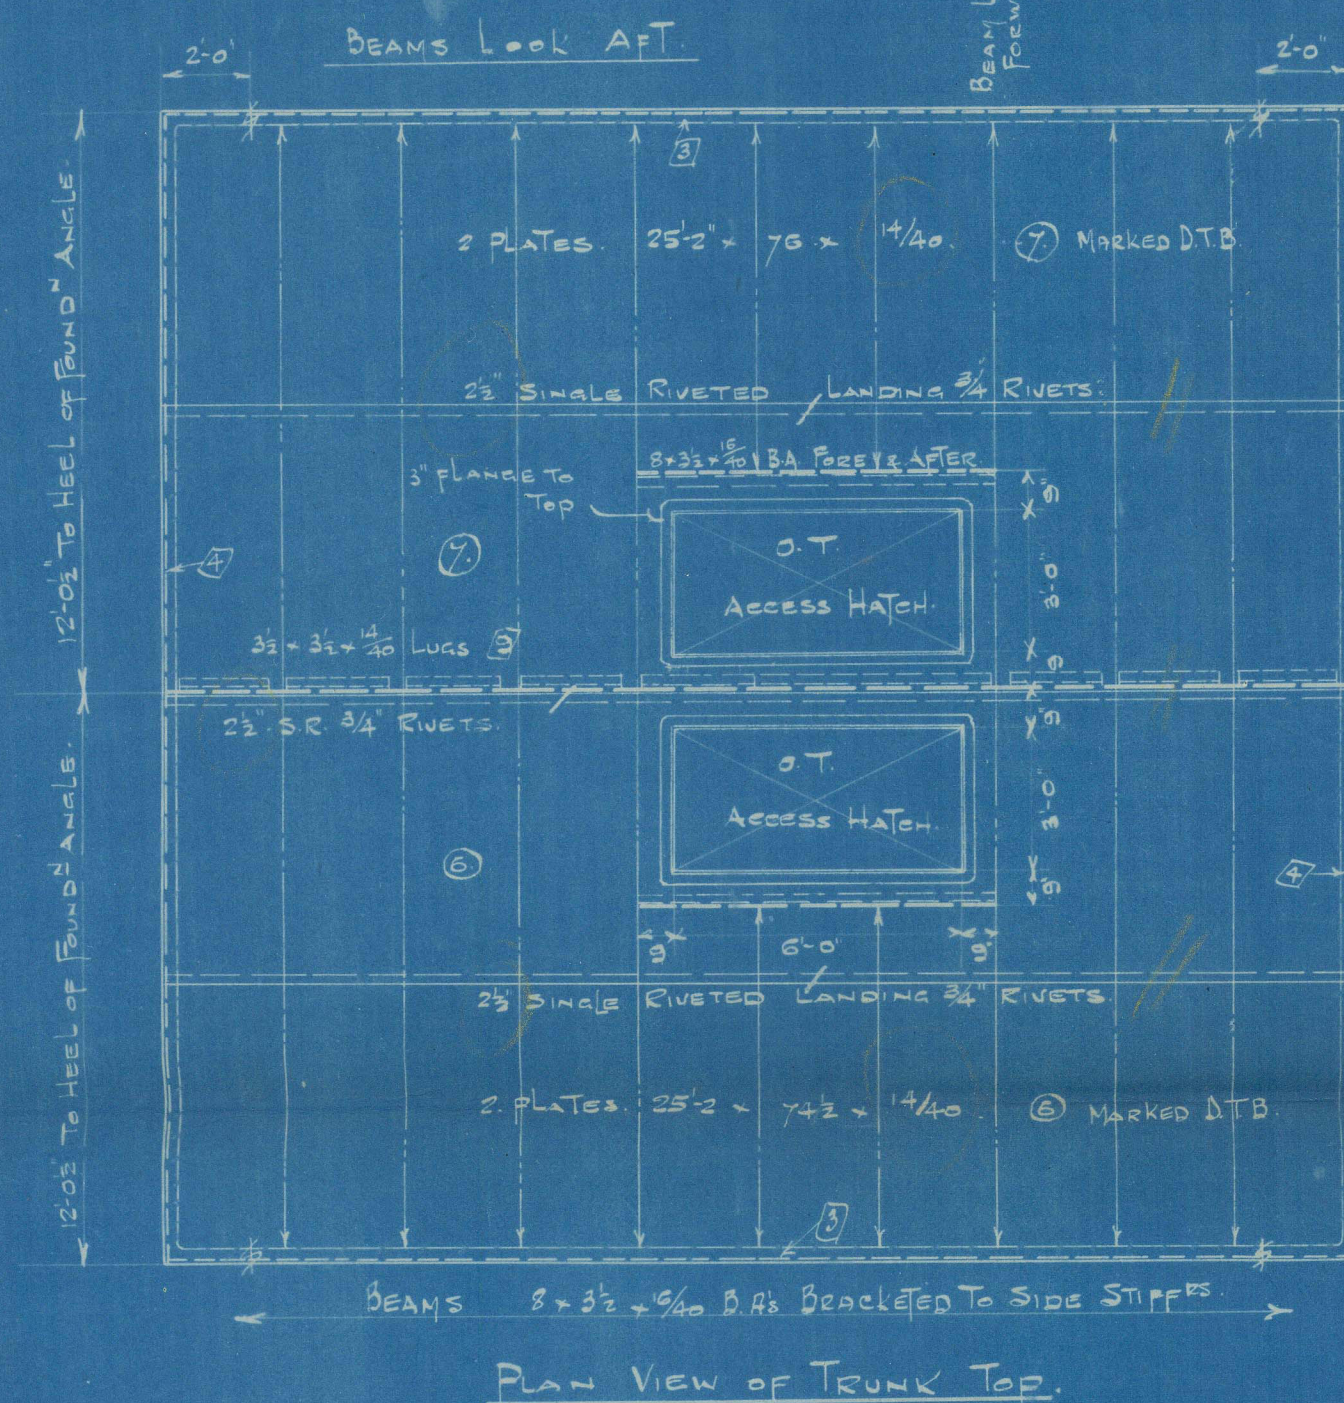 BEAMS LOOK AFT.
BEAM
FORW
2'-0"
2'-0"
3
2 PLATES. 25'-2" x 76 x 14/40. 7. MARKED D.T.B.
12'-0½" TO HEEL OF FOUNDN ANGLE.
2½" SINGLE RIVETED LANDING ¾" RIVETS.
8 x 3½ x 16/40 B.A. FORE & AFTER.
3" FLANGE TO
TOP
9"
O.T.
ACCESS HATCH.
3'-0"
4
7.
3½ x 3½ x 14/40 LUGS 9
9
2½" S.R. ¾" RIVETS.
9"
O.T.
ACCESS HATCH.
3'-0"
6.
4
9"
12'-0½" TO HEEL OF FOUNDN ANGLE.
9" 6'-0" 9"
2½" SINGLE RIVETED LANDING ¾" RIVETS.
2. PLATES. 25'-2 x 74½ x 14/40. 6 MARKED D.T.B.
3
BEAMS 8 x 3½ x 16/40 B.A's BRACKETED TO SIDE STIFFRS.
PLAN VIEW OF TRUNK TOP.